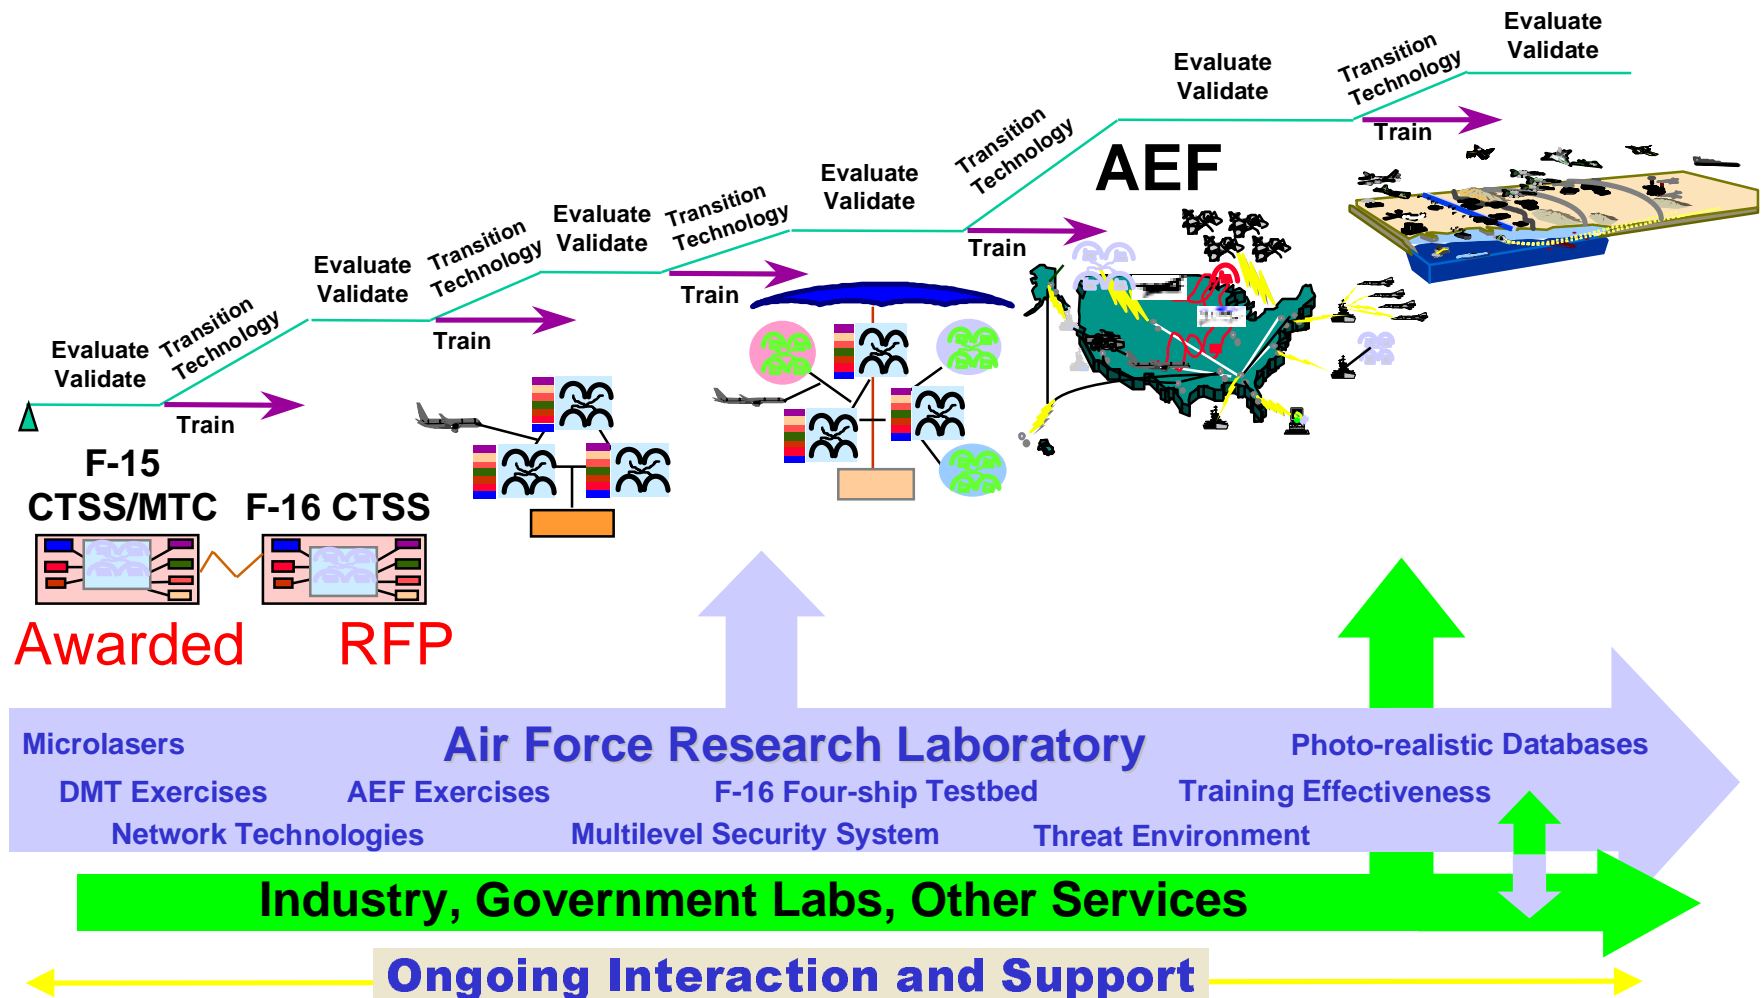 Evaluate
Validate
Transition
Technology
Train
Evaluate
Validate
Transition
Technology
Train
Evaluate
Validate
Transition
Technology
Train
Evaluate
Validate
Transition
Technology
Train
Evaluate
Validate
Transition
Technology
Train
Evaluate
Validate
AEF
F-15
CTSS/MTC
F-16 CTSS
Awarded
RFP
Air Force Research Laboratory
Microlasers
Photo-realistic Databases
DMT Exercises
AEF Exercises
F-16 Four-ship Testbed
Training Effectiveness
Network Technologies
Multilevel Security System
Threat Environment
Industry, Government Labs, Other Services
Ongoing Interaction and Support